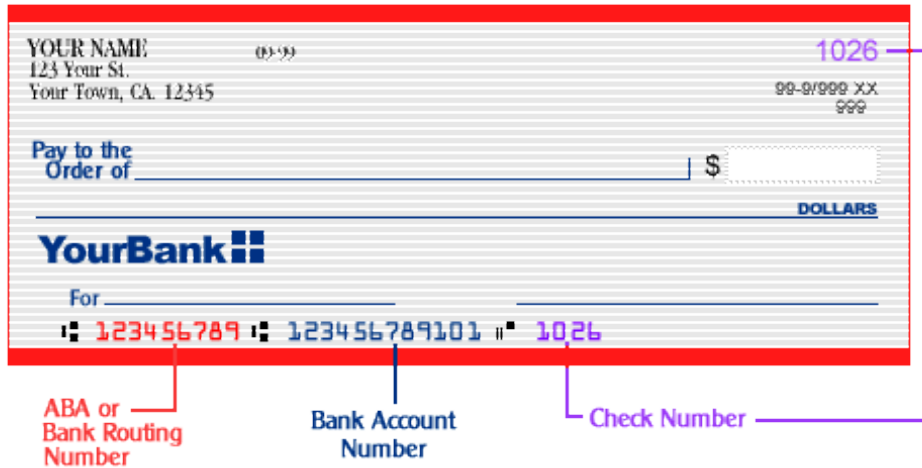 YOUR NAME 09-99 1026
123 Your St.
Your Town, CA. 12345
99-9/999 XX
999
Pay to the
Order of $
DOLLARS
YourBank
For
⑆ 123456789 ⑆ 123456789101 ⑈ 1026
ABA or
Bank Routing
Number
Bank Account
Number
Check Number